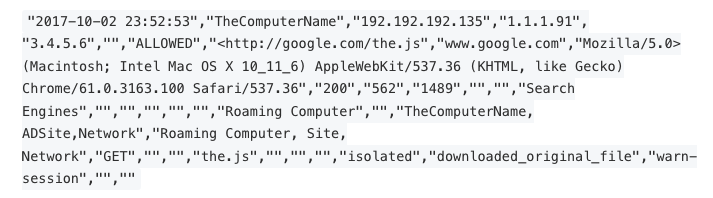 "2017-10-02 23:52:53","TheComputerName","192.192.192.135","1.1.1.91",
"3.4.5.6","","ALLOWED","<http://google.com/the.js","www.google.com","Mozilla/5.0>
(Macintosh; Intel Mac OS X 10_11_6) AppleWebKit/537.36 (KHTML, like Gecko)
Chrome/61.0.3163.100 Safari/537.36","200","562","1489","","","Search
Engines","","","","","","Roaming Computer","","TheComputerName,
ADSite,Network","Roaming Computer, Site,
Network","GET","","","the.js","","","","isolated","downloaded_original_file","warn-
session","",""